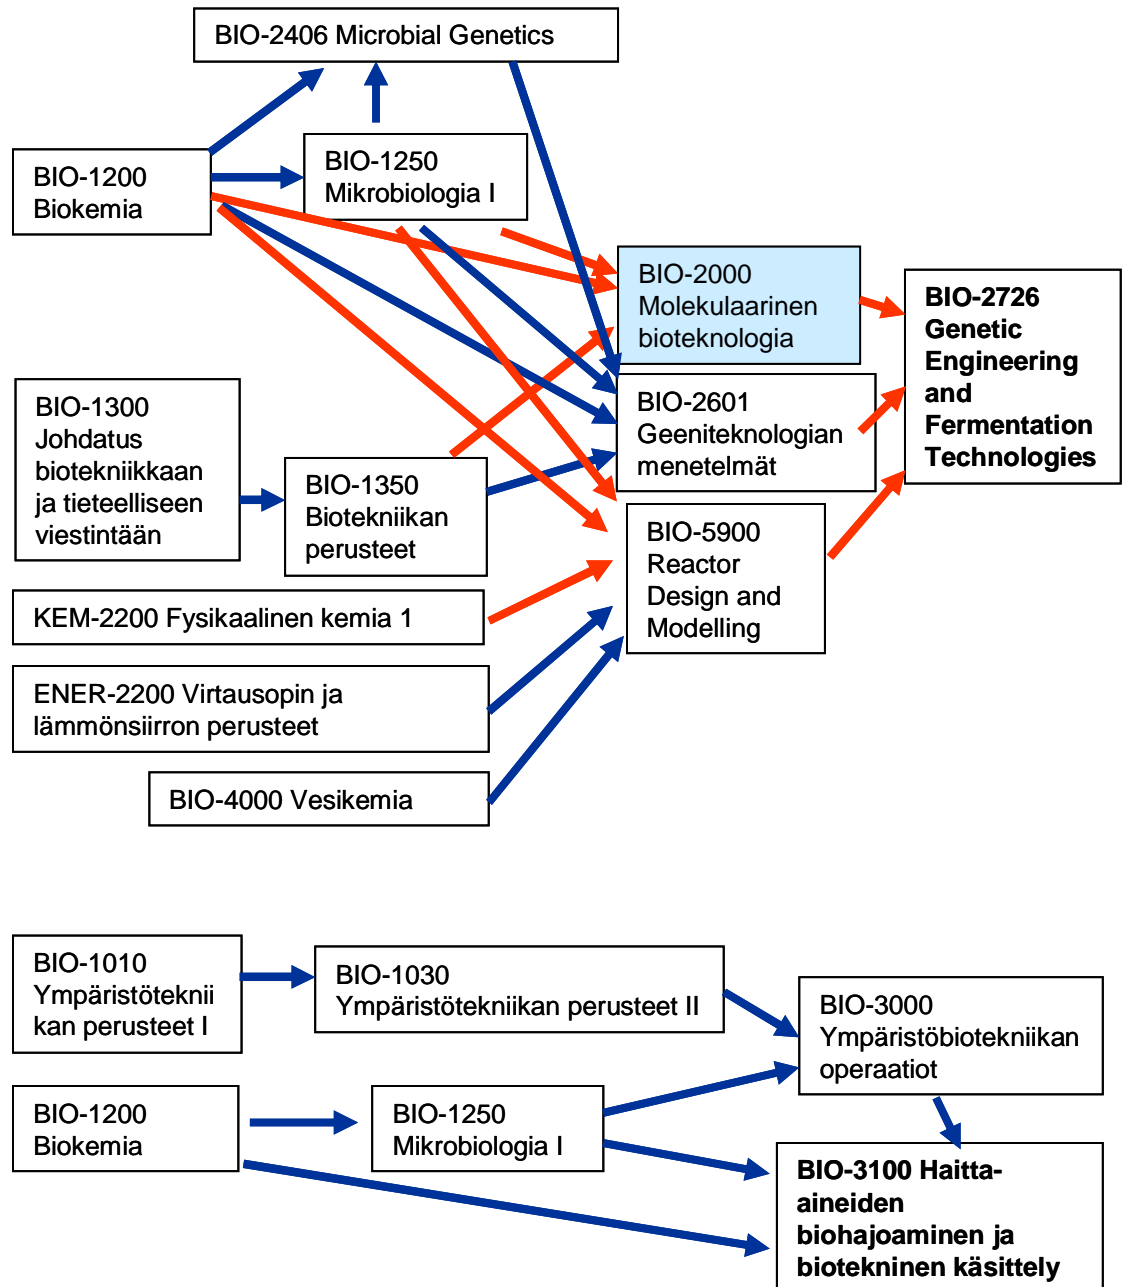 BIO-2406 Microbial Genetics
BIO-1200
Biokemia
BIO-1250
Mikrobiologia I
BIO-2000
Molekulaarinen
bioteknologia
BIO-2726
Genetic
Engineering
and
Fermentation
Technologies
BIO-1300
Johdatus
biotekniikkaan
ja tieteelliseen
viestintään
BIO-1350
Biotekniikan
perusteet
BIO-2601
Geeniteknologian
menetelmät
BIO-5900
Reactor
Design and
Modelling
KEM-2200 Fysikaalinen kemia 1
ENER-2200 Virtausopin ja
lämmönsiirron perusteet
BIO-4000 Vesikemia
BIO-1010
Ympäristöteknii
kan perusteet I
BIO-1030
Ympäristötekniikan perusteet II
BIO-3000
Ympäristöbiotekniikan
operaatiot
BIO-1200
Biokemia
BIO-1250
Mikrobiologia I
BIO-3100 Haitta-
aineiden
biohajoaminen ja
biotekninen käsittely